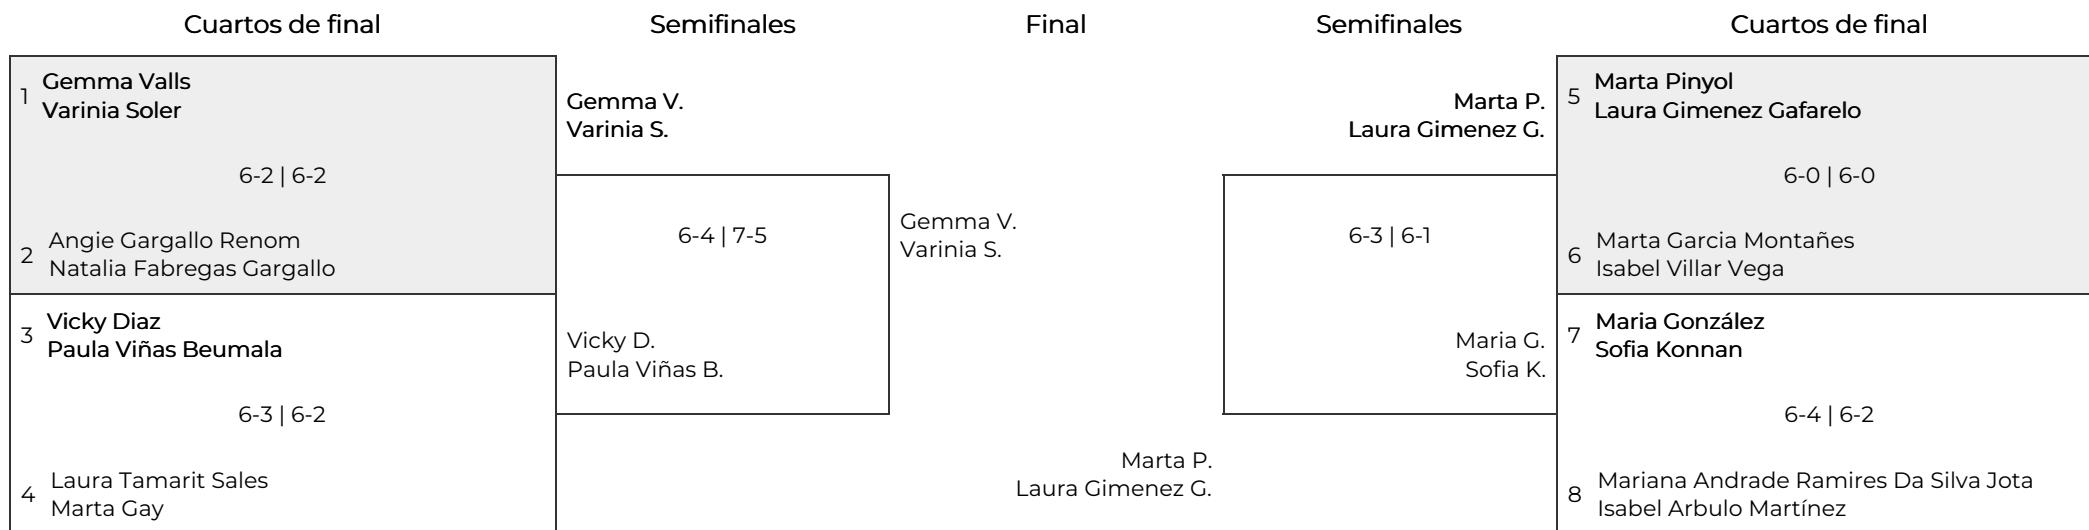 Cuartos de final
Semifinales
Final
Semifinales
Cuartos de final
1
Gemma Valls
Varinia Soler
6-2 | 6-2
2
Angie Gargallo Renom
Natalia Fabregas Gargallo
3
Vicky Diaz
Paula Viñas Beumala
6-3 | 6-2
4
Laura Tamarit Sales
Marta Gay
Gemma V.
Varinia S.
6-4 | 7-5
Vicky D.
Paula Viñas B.
Gemma V.
Varinia S.
Marta P.
Laura Gimenez G.
Marta P.
Laura Gimenez G.
6-3 | 6-1
Maria G.
Sofia K.
5
Marta Pinyol
Laura Gimenez Gafarelo
6-0 | 6-0
6
Marta Garcia Montañes
Isabel Villar Vega
7
Maria González
Sofia Konnan
6-4 | 6-2
8
Mariana Andrade Ramires Da Silva Jota
Isabel Arbulo Martínez